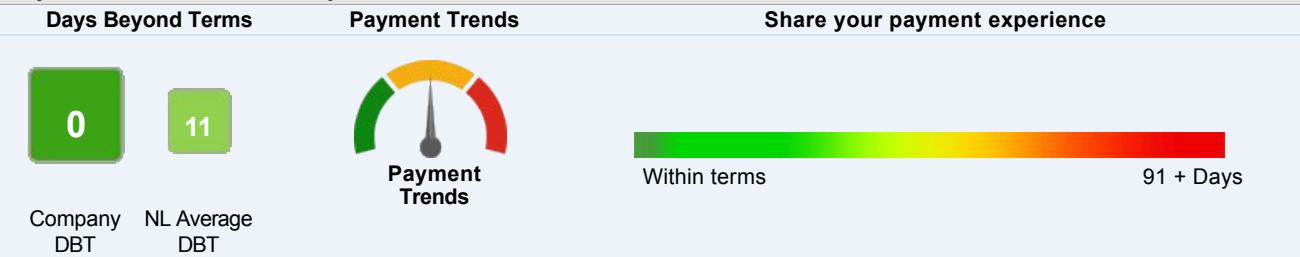 Days Beyond Terms
Payment Trends
Share your payment experience
0
11
Payment
Trends
Within terms
91 + Days
Company
DBT
NL Average
DBT